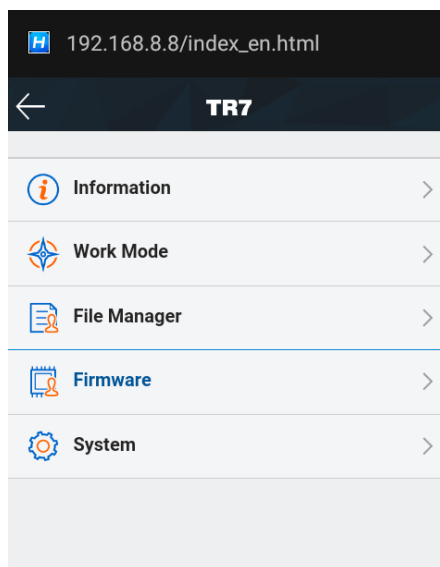 192.168.8.8/index_en.html
TR7
Information
Work Mode
File Manager
Firmware
System